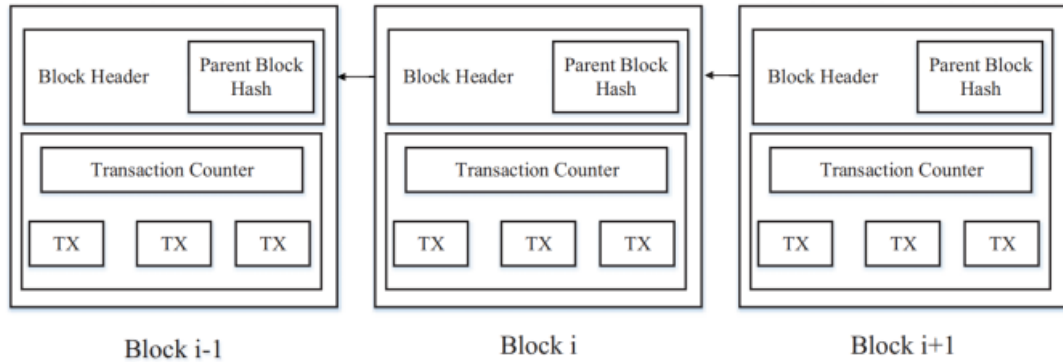 Block Header
Parent Block
Hash
Transaction Counter
TX TX TX
Block i-1
Block Header
Parent Block
Hash
Transaction Counter
TX TX TX
Block i
Block Header
Parent Block
Hash
Transaction Counter
TX TX TX
Block i+1